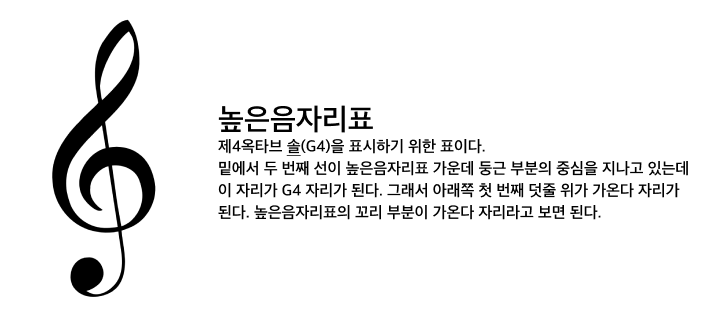 높은음자리표
제4옥타브 솔(G4)을 표시하기 위한 표이다.
밑에서 두 번째 선이 높은음자리표 가운데 둥근 부분의 중심을 지나고 있는데
이 자리가 G4 자리가 된다. 그래서 아래쪽 첫 번째 덧줄 위가 가온다 자리가
된다. 높은음자리표의 꼬리 부분이 가온다 자리라고 보면 된다.